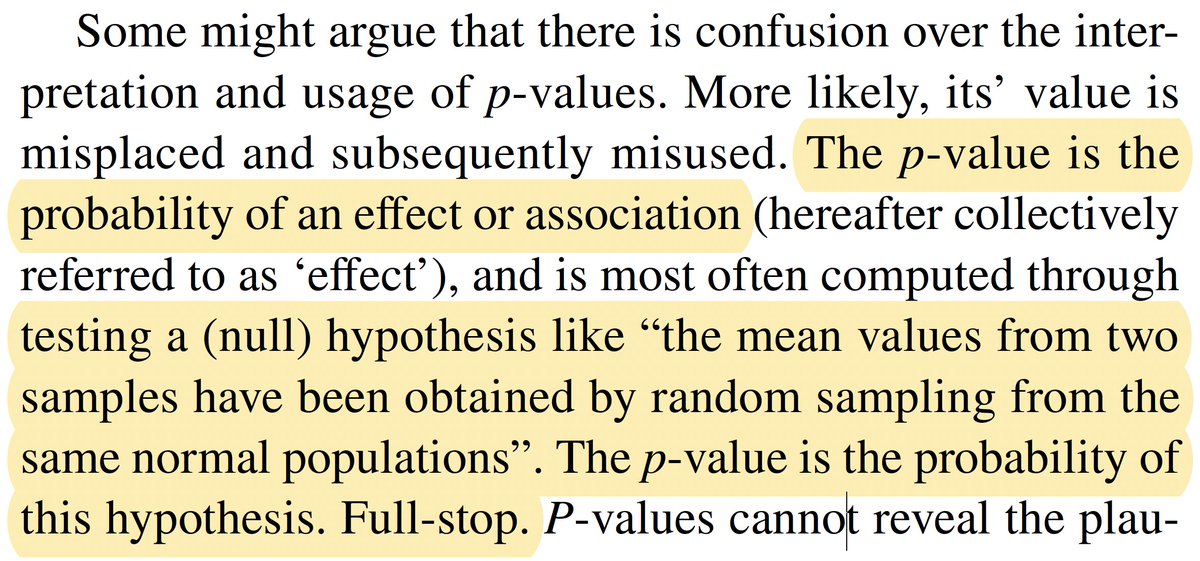 Some might argue that there is confusion over the inter-
pretation and usage of p-values. More likely, its’ value is
misplaced and subsequently misused. The p-value is the
probability of an effect or association (hereafter collectively
referred to as ‘effect’), and is most often computed through
testing a (null) hypothesis like “the mean values from two
samples have been obtained by random sampling from the
same normal populations”. The p-value is the probability of
this hypothesis. Full-stop. P-values cannot reveal the plau-